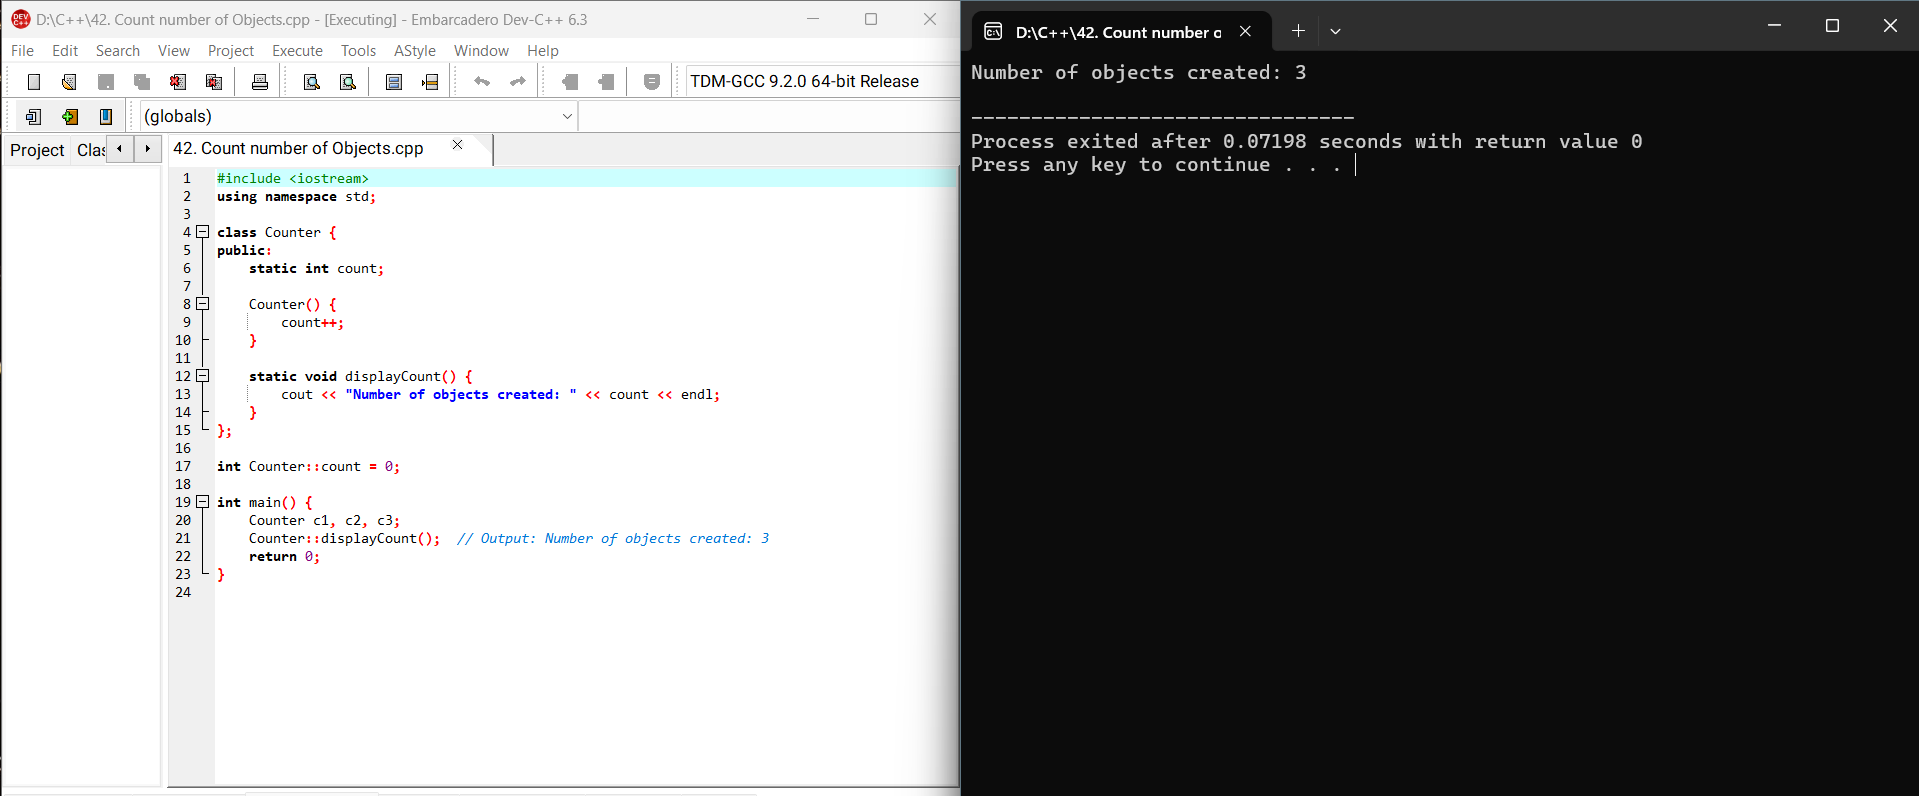 D:\C++\42. Count number of Objects.cpp - [Executing] - Embarcadero Dev-C++ 6.3
File Edit Search View Project Execute Tools AStyle Window Help
TDM-GCC 9.2.0 64-bit Release
(globals)
Project Clas
42. Count number of Objects.cpp
1 #include <iostream>
2 using namespace std;
3
4 class Counter {
5 public:
6     static int count;
7
8     Counter() {
9         count++;
10     }
11
12     static void displayCount() {
13         cout << "Number of objects created: " << count << endl;
14     }
15 };
16
17 int Counter::count = 0;
18
19 int main() {
20     Counter c1, c2, c3;
21     Counter::displayCount();  // Output: Number of objects created: 3
22     return 0;
23 }
24
D:\C++\42. Count number o
Number of objects created: 3
--------------------------------
Process exited after 0.07198 seconds with return value 0
Press any key to continue . . .